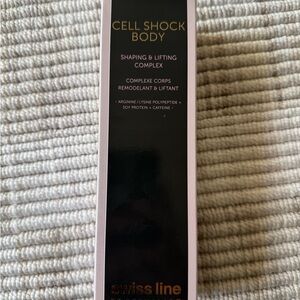 CELL SHOCK
BODY
SHAPING & LIFTING
COMPLEX
COMPLEXE CORPS
REMODELANT & LIFTANT
• ARGININE / LYSINE POLYPEPTIDE +
SOY PROTEIN + CAFFEINE •
swiss line